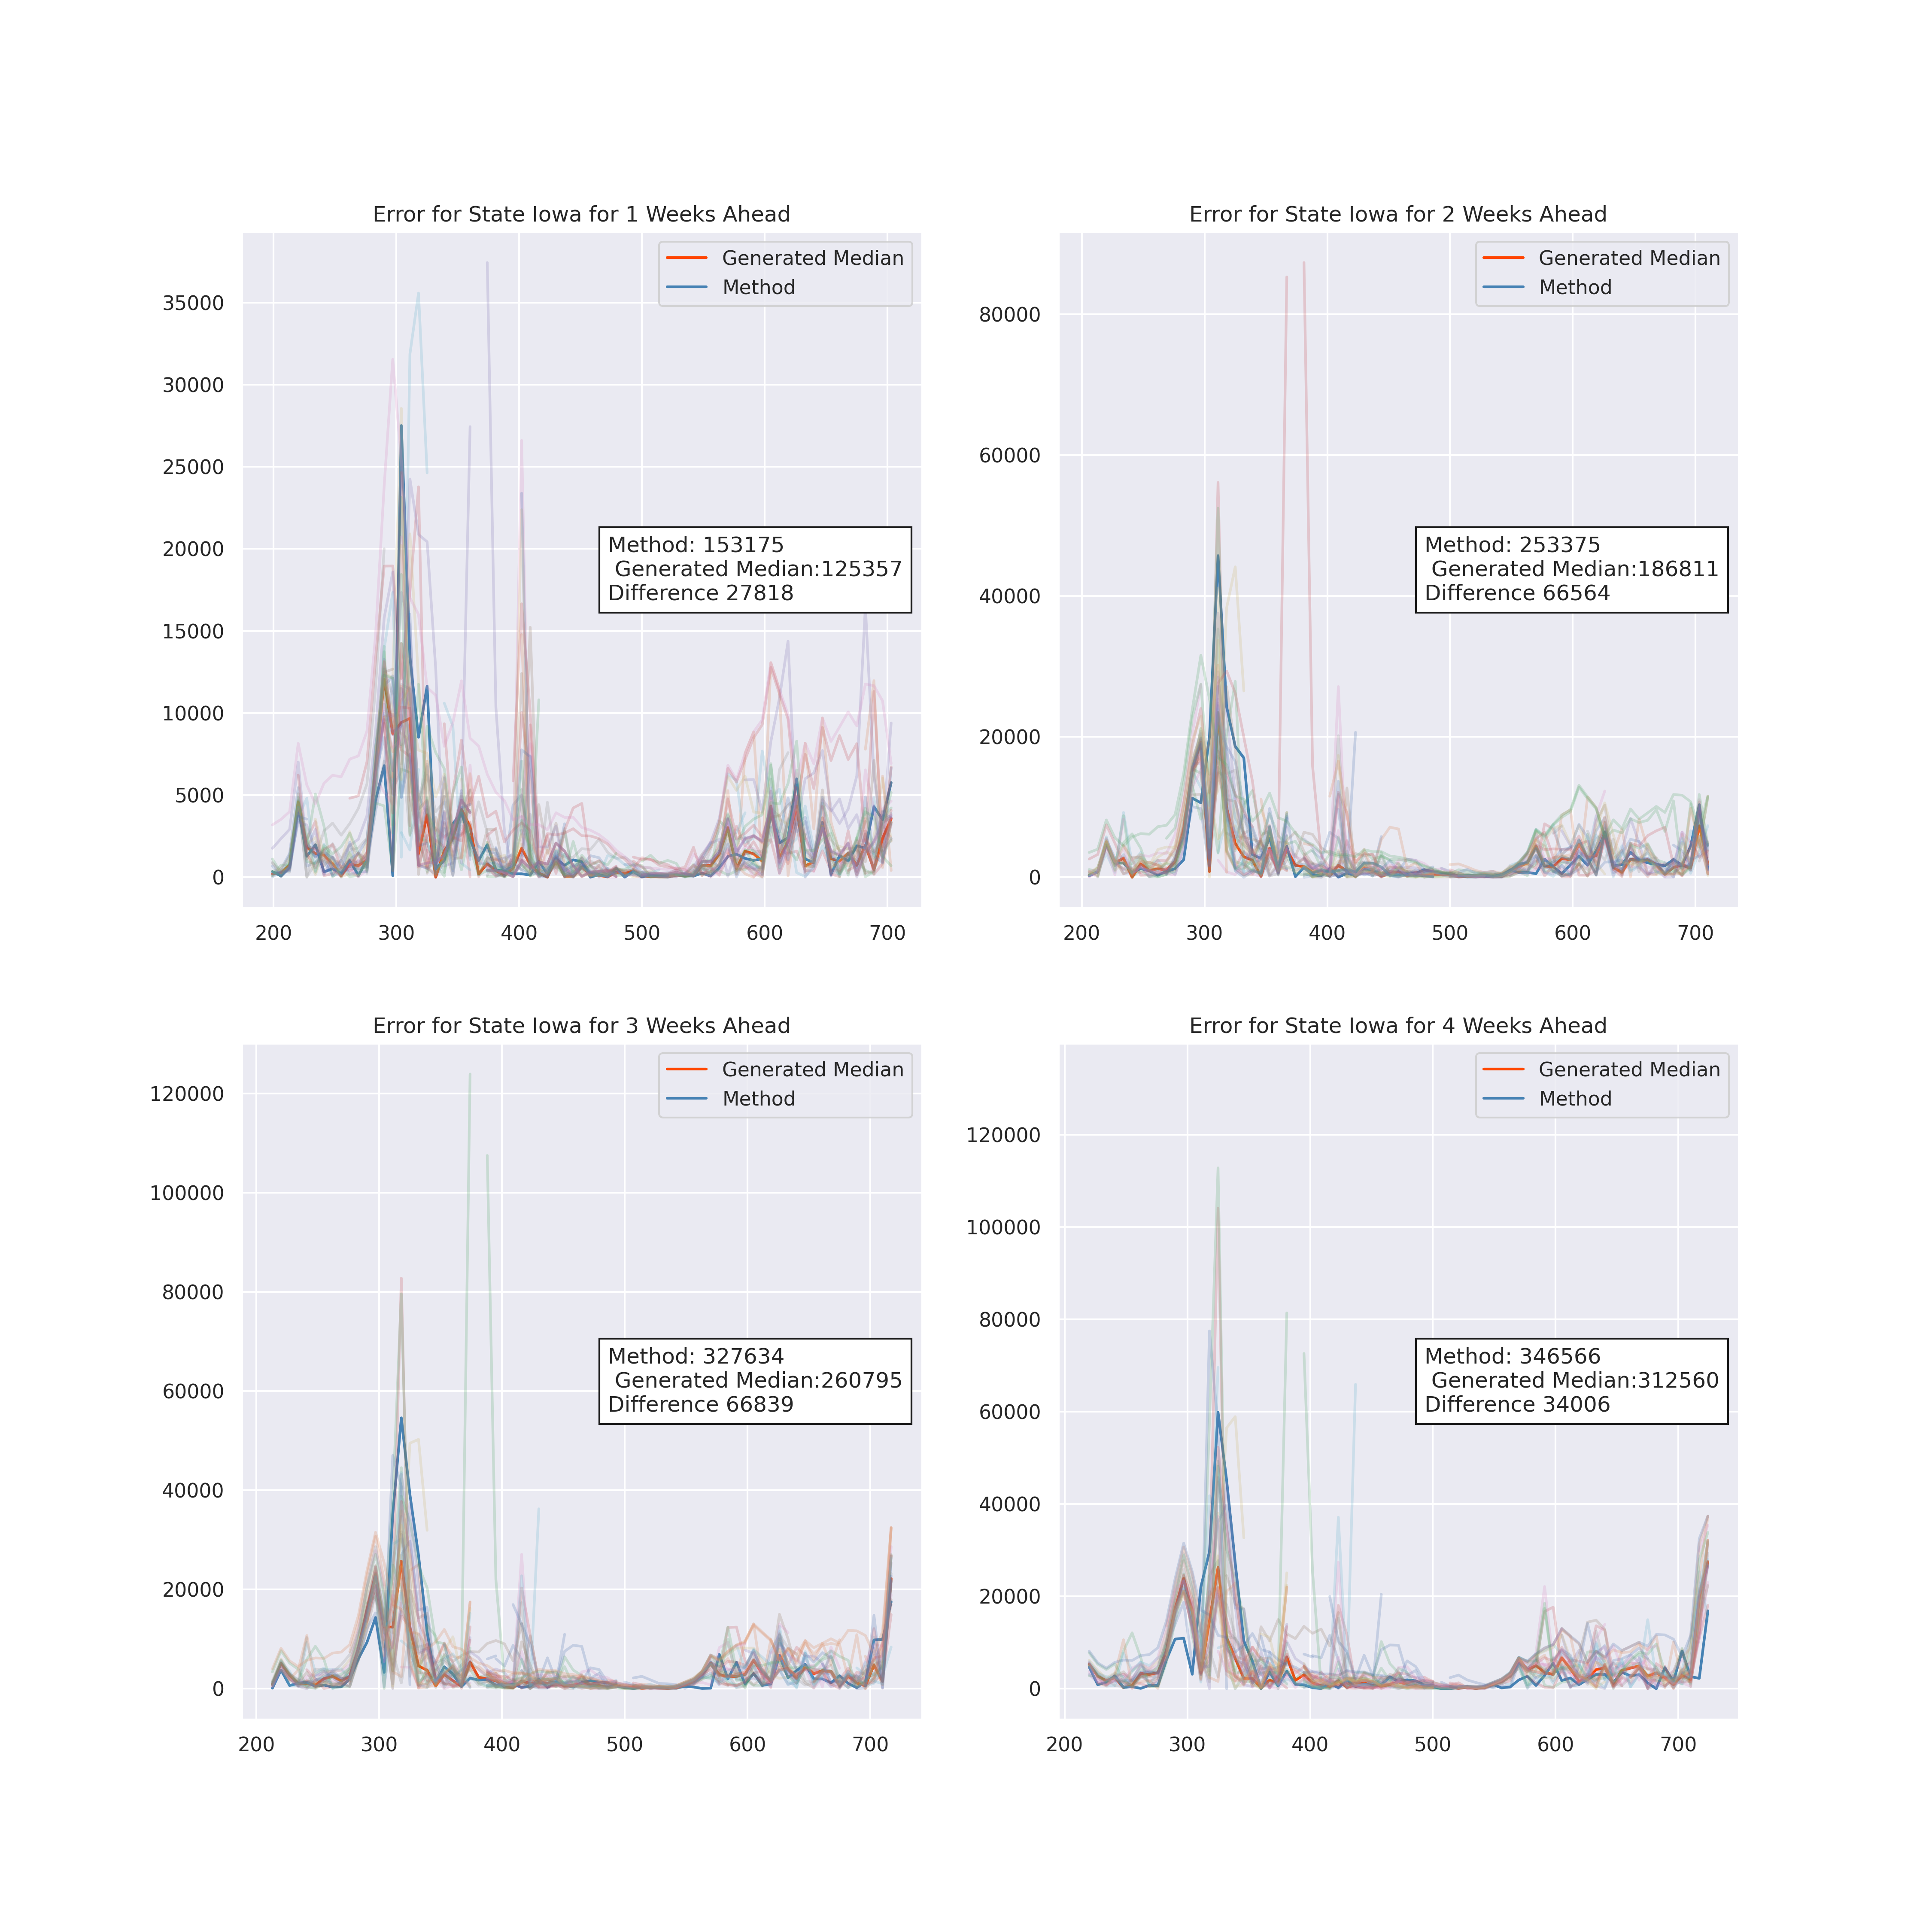 Error for State Iowa for 1 Weeks Ahead
Generated Median
Method
35000
30000
25000
20000
15000
10000
5000
0
Method: 153175
Generated Median:125357
Difference 27818
200 300 400 500 600 700
Error for State Iowa for 2 Weeks Ahead
Generated Median
Method
80000
60000
40000
20000
0
Method: 253375
Generated Median:186811
Difference 66564
200 300 400 500 600 700
Error for State Iowa for 3 Weeks Ahead
Generated Median
Method
120000
100000
80000
60000
40000
20000
0
Method: 327634
Generated Median:260795
Difference 66839
200 300 400 500 600 700
Error for State Iowa for 4 Weeks Ahead
Generated Median
Method
120000
100000
80000
60000
40000
20000
0
Method: 346566
Generated Median:312560
Difference 34006
200 300 400 500 600 700